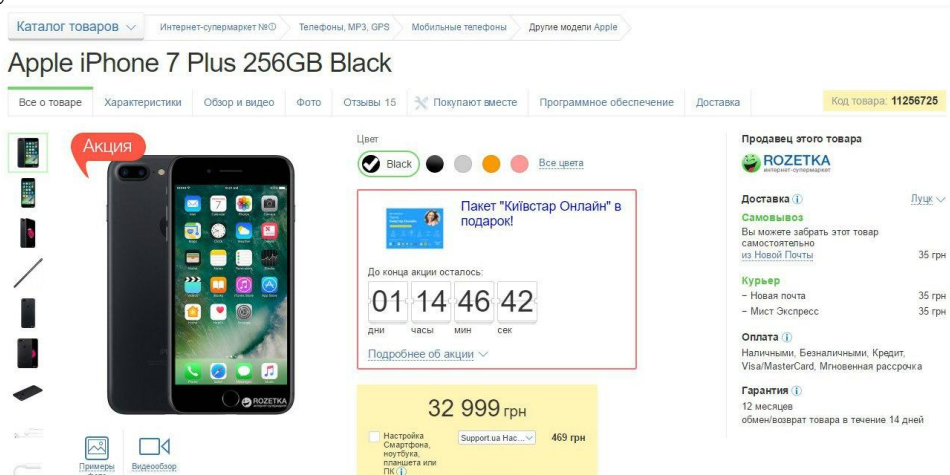 Каталог товаров
Интернет-супермаркет №①
Телефоны, MP3, GPS
Мобильные телефоны
Другие модели Apple
Apple iPhone 7 Plus 256GB Black
Все о товаре
Характеристики
Обзор и видео
Фото
Отзывы 15
Покупают вместе
Программное обеспечение
Доставка
Код товара: 11256725
Акция
ROZETKA
Примеры
фото
Видеообзор
Цвет
Black
Все цвета
Пакет "Київстар Онлайн" в
подарок!
До конца акции осталось:
01 14 46 42
дни часы мин сек
Подробнее об акции
32 999 грн
Настройка
Смартфона,
ноутбука,
планшета или
ПК
Support.ua Нас...
469 грн
Продавец этого товара
ROZETKA
интернет-супермаркет
Доставка
Луцк
Самовывоз
Вы можете забрать этот товар
самостоятельно
из Новой Почты 35 грн
Курьер
– Новая почта 35 грн
– Мист Экспресс 35 грн
Оплата
Наличными, Безналичными, Кредит,
Visa/MasterCard, Мгновенная рассрочка
Гарантия
12 месяцев
обмен/возврат товара в течение 14 дней